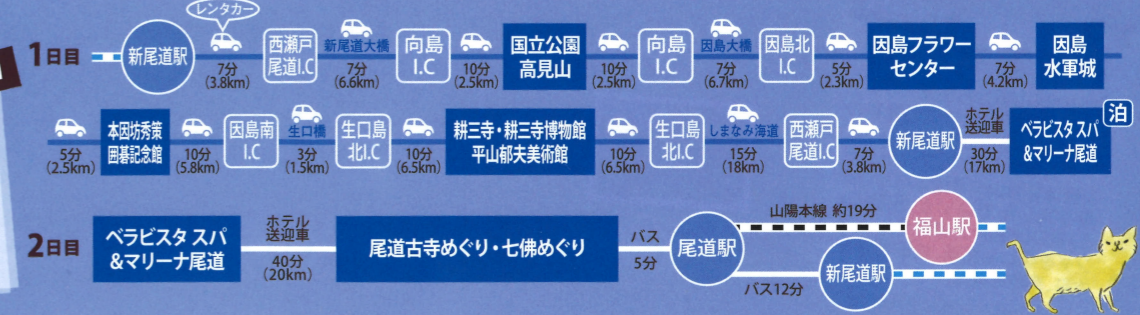 レンタカー
1日目
新尾道駅
7分
(3.8km)
西瀬戸
尾道I.C
新尾道大橋
7分
(6.6km)
向島
I.C
10分
(2.5km)
国立公園
高見山
10分
(2.5km)
向島
I.C
因島大橋
7分
(6.7km)
因島北
I.C
5分
(2.3km)
因島フラワー
センター
7分
(4.2km)
因島
水軍城
5分
(2.5km)
本因坊秀策
囲碁記念館
10分
(5.8km)
因島南
I.C
生口橋
3分
(1.5km)
生口島
北I.C
10分
(6.5km)
耕三寺・耕三寺博物館
平山郁夫美術館
10分
(6.5km)
生口島
北I.C
しまなみ海道
15分
(18km)
西瀬戸
尾道I.C
7分
(3.8km)
新尾道駅
ホテル
送迎車
30分
(17km)
ベラビスタ スパ
&マリーナ尾道
泊
2日目
ベラビスタ スパ
&マリーナ尾道
ホテル
送迎車
40分
(20km)
尾道古寺めぐり・七佛めぐり
バス
5分
尾道駅
山陽本線 約19分
福山駅
バス12分
新尾道駅